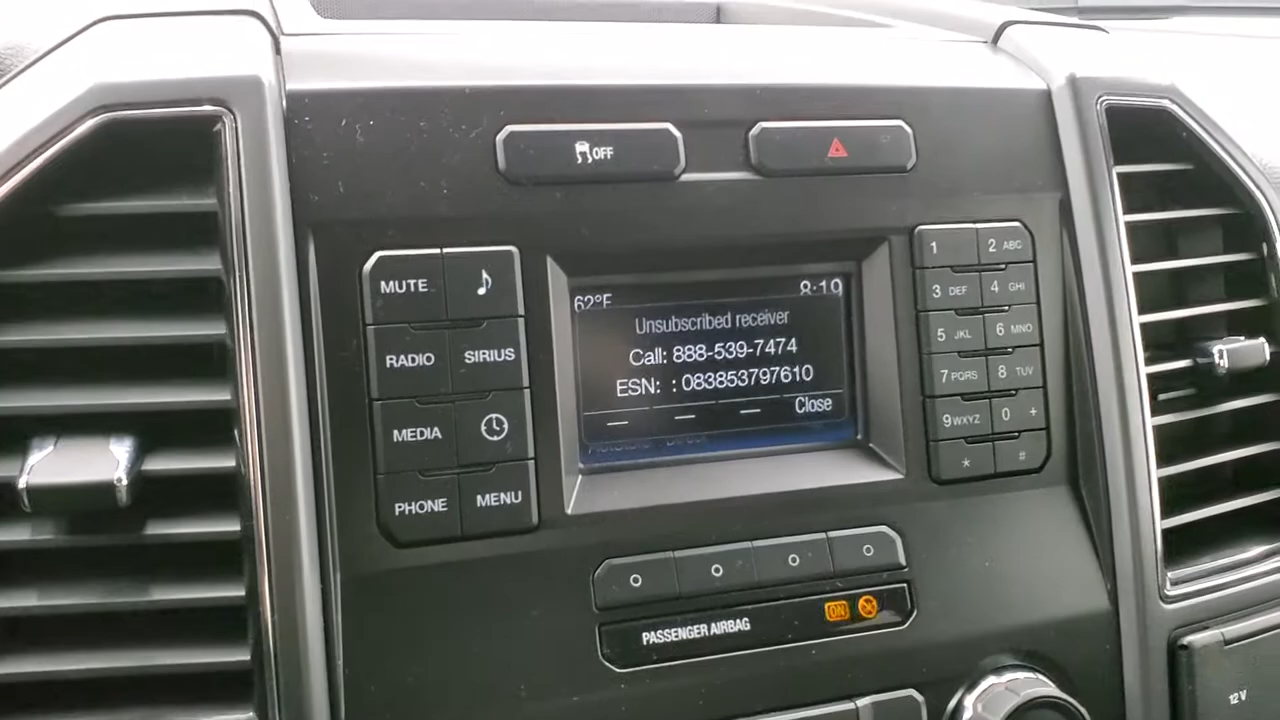 OFF
62°F 8:19
Unsubscribed receiver
Call: 888-539-7474
ESN: : 083853797610
Close
MUTE
RADIO SIRIUS
MEDIA
PHONE MENU
1 2 ABC
3 DEF 4 GHI
5 JKL 6 MNO
7 PQRS 8 TUV
9 WXYZ 0 +
* #
PASSENGER AIRBAG ON
12V